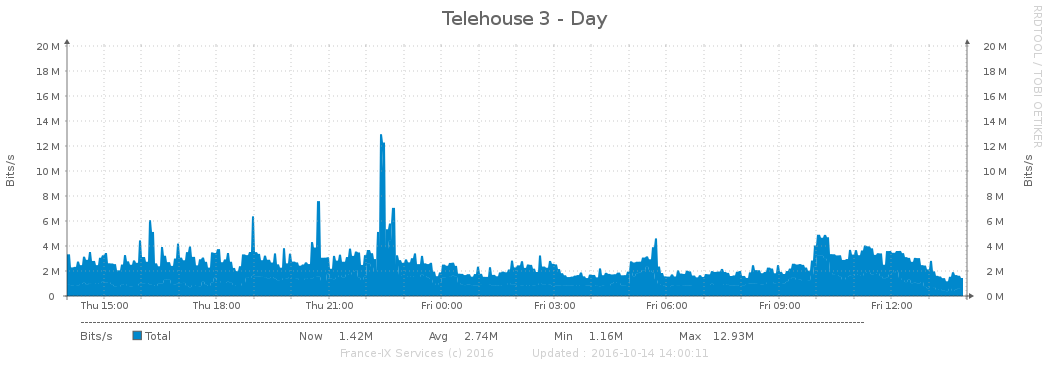 Telehouse 3 - Day
RRDTOOL / TOBI OETIKER
20 M 20 M
18 M 18 M
16 M 16 M
14 M 14 M
12 M 12 M
10 M 10 M
8 M 8 M
6 M 6 M
4 M 4 M
2 M 2 M
0 0 M
Bits/s
Bits/s
Thu 15:00 Thu 18:00 Thu 21:00 Fri 00:00 Fri 03:00 Fri 06:00 Fri 09:00 Fri 12:00
Bits/s Total Now 1.42M Avg 2.74M Min 1.16M Max 12.93M
France-IX Services (c) 2016 Updated : 2016-10-14 14:00:11